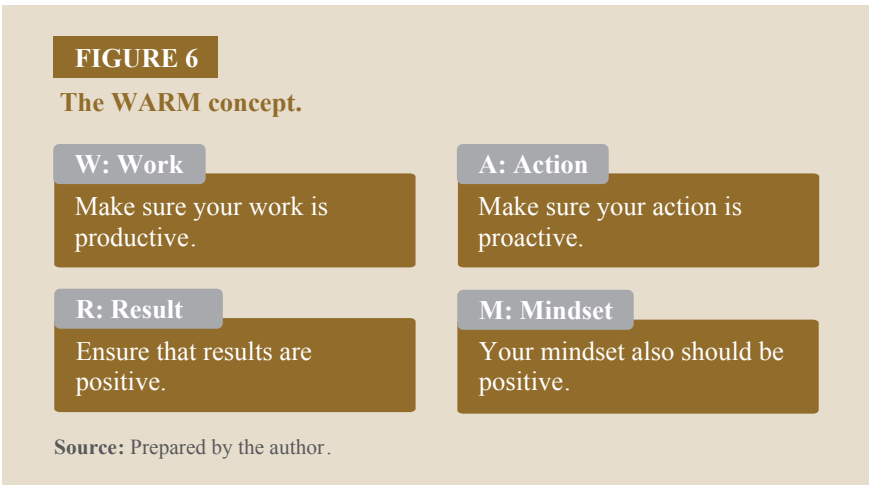 FIGURE 6
The WARM concept.
W: Work
Make sure your work is
productive.
A: Action
Make sure your action is
proactive.
R: Result
Ensure that results are
positive.
M: Mindset
Your mindset also should be
positive.
Source: Prepared by the author.